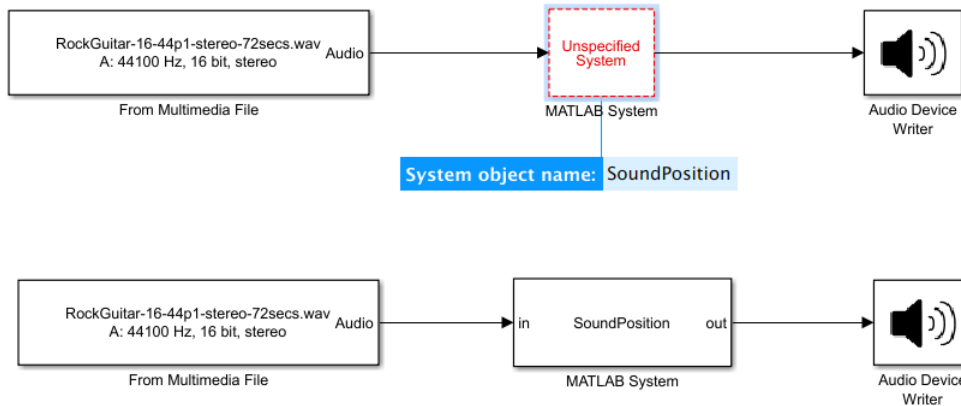 RockGuitar-16-44p1-stereo-72secs.wav
A: 44100 Hz, 16 bit, stereo
Audio
From Multimedia File
Unspecified
System
MATLAB System
Audio Device
Writer
System object name: SoundPosition
RockGuitar-16-44p1-stereo-72secs.wav
A: 44100 Hz, 16 bit, stereo
Audio
From Multimedia File
in SoundPosition out
MATLAB System
Audio Device
Writer